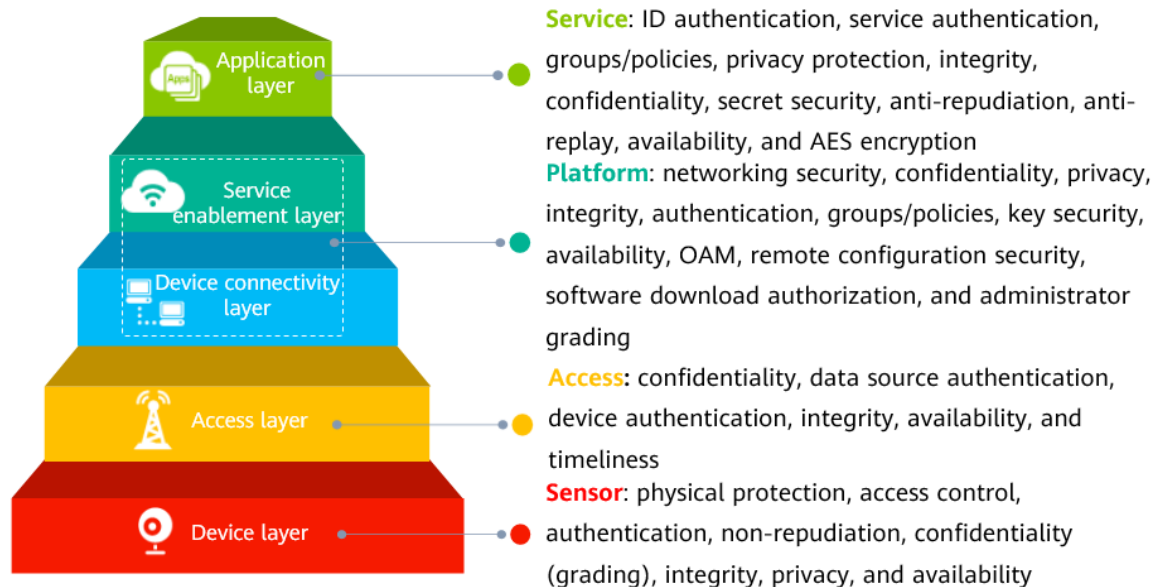 Application
layer
Apps
Service
enablement layer
Device connectivity
layer
Access layer
Device layer
Service: ID authentication, service authentication,
groups/policies, privacy protection, integrity,
confidentiality, secret security, anti-repudiation, anti-
replay, availability, and AES encryption
Platform: networking security, confidentiality, privacy,
integrity, authentication, groups/policies, key security,
availability, OAM, remote configuration security,
software download authorization, and administrator
grading
Access: confidentiality, data source authentication,
device authentication, integrity, availability, and
timeliness
Sensor: physical protection, access control,
authentication, non-repudiation, confidentiality
(grading), integrity, privacy, and availability